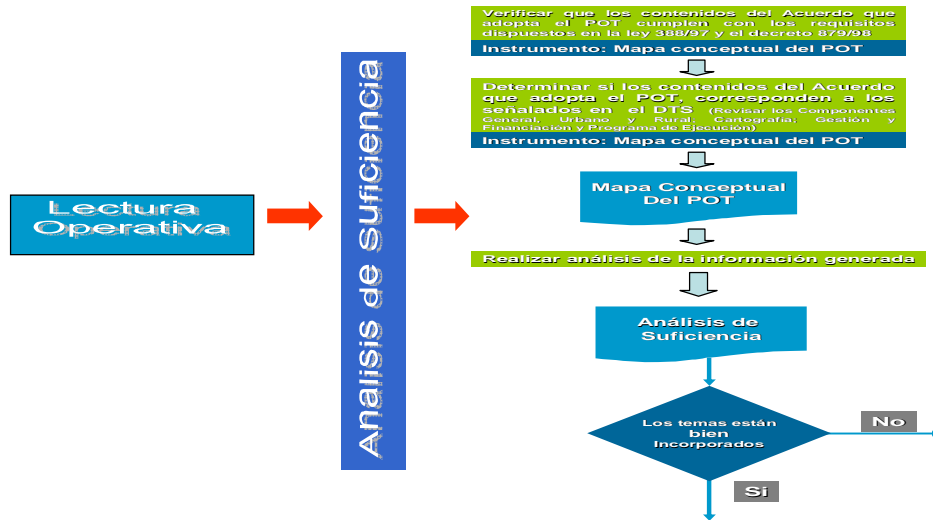 Lectura
Operativa
Analisis de suficiencia
Verificar que los contenidos del Acuerdo que
adopta el POT cumplen con los requisitos
dispuestos en la ley 388/97 y el decreto 879/98
Instrumento: Mapa conceptual del POT
Determinar si los contenidos del Acuerdo
que adopta el POT, corresponden a los
señalados en el DTS (Revisar los Componentes
General, Urbano y Rural, Cartografia, Gestión y
Financiacion y Programa de Ejecución)
Instrumento: Mapa conceptual del POT
Mapa Conceptual
Del POT
Realizar análisis de la información generada
Análisis de
Suficiencia
Los temas están
bien
Incorporados
No
Si